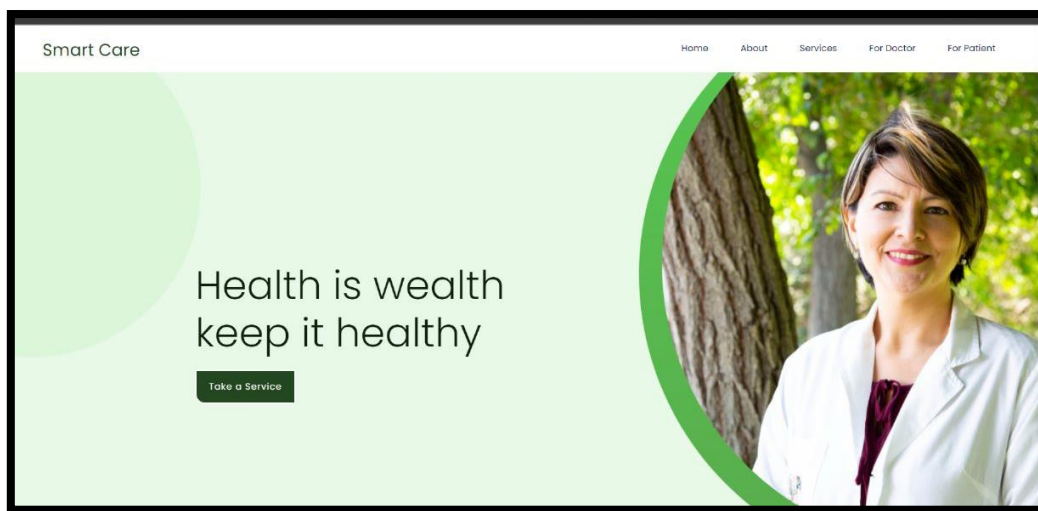 Smart Care
Home About Services For Doctor For Patient
Health is wealth
keep it healthy
Take a Service